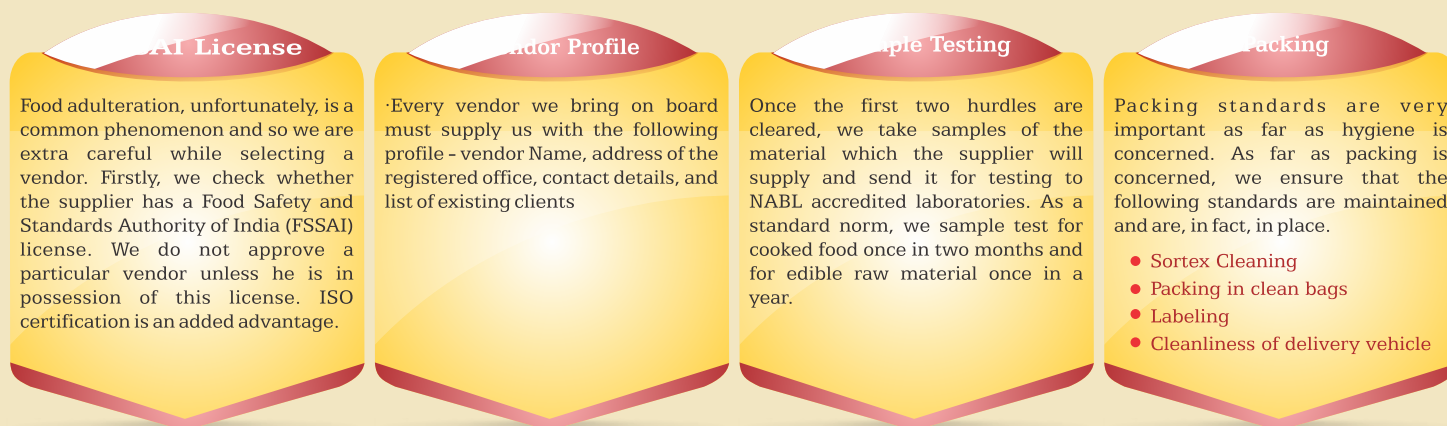 AI License
Food adulteration, unfortunately, is a
common phenomenon and so we are
extra careful while selecting a
vendor. Firstly, we check whether
the supplier has a Food Safety and
Standards Authority of India (FSSAI)
license. We do not approve a
particular vendor unless he is in
possession of this license. ISO
certification is an added advantage.
ndor Profile
·Every vendor we bring on board
must supply us with the following
profile – vendor Name, address of the
registered office, contact details, and
list of existing clients
ple Testing
Once the first two hurdles are
cleared, we take samples of the
material which the supplier will
supply and send it for testing to
NABL accredited laboratories. As a
standard norm, we sample test for
cooked food once in two months and
for edible raw material once in a
year.
Packing
Packing standards are very
important as far as hygiene is
concerned. As far as packing is
concerned, we ensure that the
following standards are maintained
and are, in fact, in place.
● Sortex Cleaning
● Packing in clean bags
● Labeling
● Cleanliness of delivery vehicle